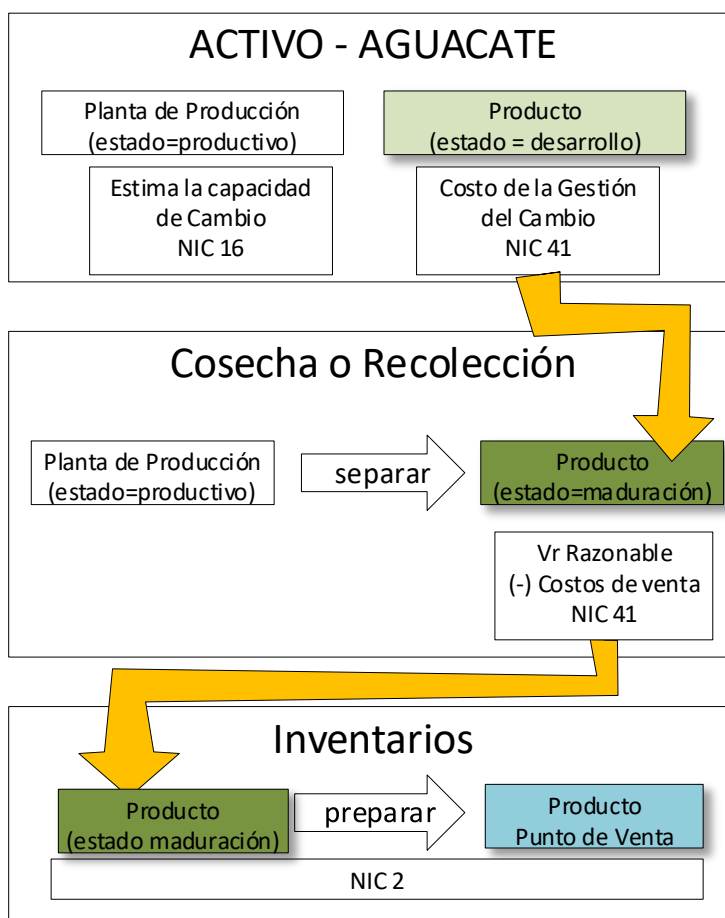 ACTIVO - AGUACATE
Planta de Producción
(estado=productivo)
Producto
(estado = desarrollo)
Estima la capacidad
de Cambio
NIC 16
Costo de la Gestión
del Cambio
NIC 41
Cosecha o Recolección
Planta de Producción
(estado=productivo)
separar
Producto
(estado=maduración)
Vr Razonable
(-) Costos de venta
NIC 41
Inventarios
Producto
(estado maduración)
preparar
Producto
Punto de Venta
NIC 2